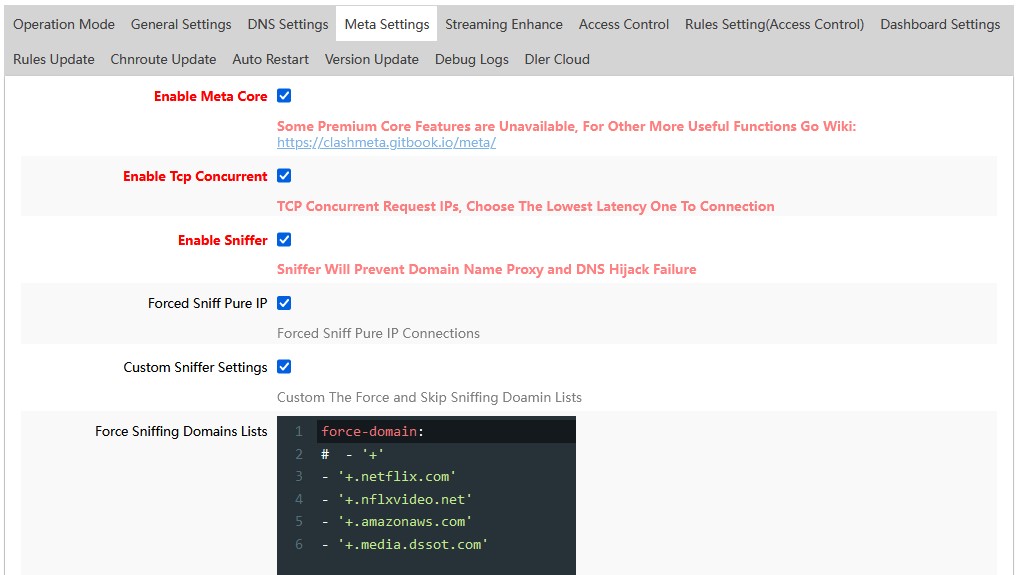 Operation Mode General Settings DNS Settings Meta Settings Streaming Enhance Access Control Rules Setting(Access Control) Dashboard Settings
Rules Update Chnroute Update Auto Restart Version Update Debug Logs Dler Cloud
Enable Meta Core
Some Premium Core Features are Unavailable, For Other More Useful Functions Go Wiki:
https://clashmeta.gitbook.io/meta/
Enable Tcp Concurrent
TCP Concurrent Request IPs, Choose The Lowest Latency One To Connection
Enable Sniffer
Sniffer Will Prevent Domain Name Proxy and DNS Hijack Failure
Forced Sniff Pure IP
Forced Sniff Pure IP Connections
Custom Sniffer Settings
Custom The Force and Skip Sniffing Doamin Lists
Force Sniffing Domains Lists
1 force-domain:
2 #  - '+'
3 - '+.netflix.com'
4 - '+.nflxvideo.net'
5 - '+.amazonaws.com'
6 - '+.media.dssot.com'